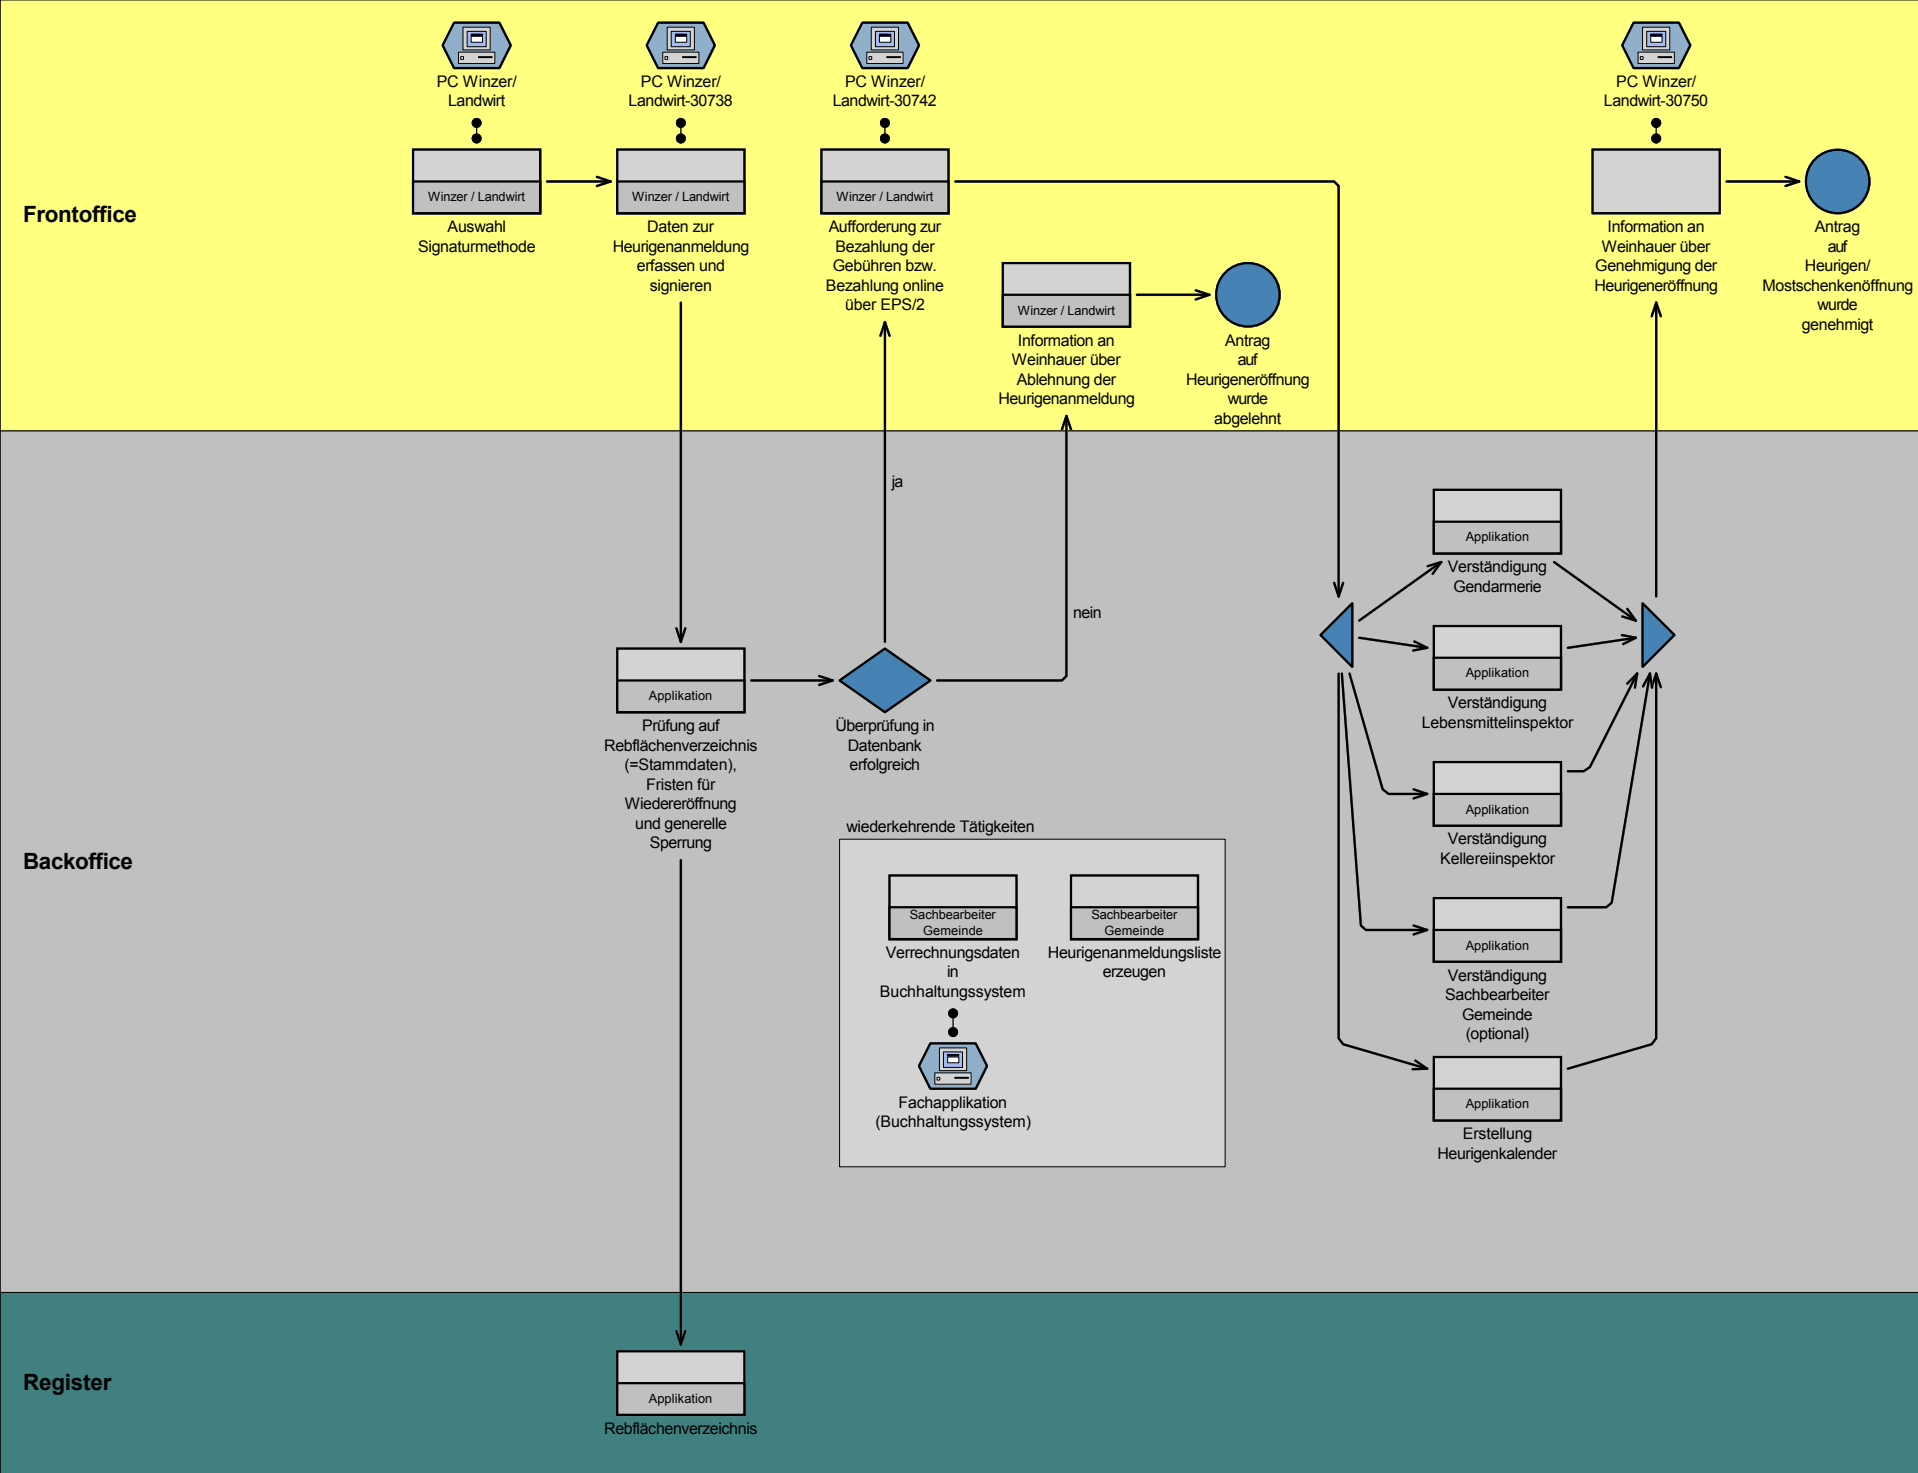 Frontoffice
PC Winzer/
Landwirt
Winzer / Landwirt
Auswahl
Signaturmethode
PC Winzer/
Landwirt-30738
Winzer / Landwirt
Daten zur
Heurigenanmeldung
erfassen und
signieren
PC Winzer/
Landwirt-30742
Winzer / Landwirt
Aufforderung zur
Bezahlung der
Gebühren bzw.
Bezahlung online
über EPS/2
Winzer / Landwirt
Information an
Weinhauer über
Ablehnung der
Heurigenanmeldung
Antrag
auf
Heurigeneröffnung
wurde
abgelehnt
PC Winzer/
Landwirt-30750
Information an
Weinhauer über
Genehmigung der
Heurigeneröffnung
Antrag
auf
Heurigen/
Mostschenkenöffnung
wurde
genehmigt
Backoffice
Applikation
Prüfung auf
Rebflächenverzeichnis
(=Stammdaten),
Fristen für
Wiedereröffnung
und generelle
Sperrung
Überprüfung in
Datenbank
erfolgreich
ja
nein
wiederkehrende Tätigkeiten
Sachbearbeiter
Gemeinde
Verrechnungsdaten
in
Buchhaltungssystem
Fachapplikation
(Buchhaltungssystem)
Sachbearbeiter
Gemeinde
Heurigenanmeldungsliste
erzeugen
Applikation
Verständigung
Gendarmerie
Applikation
Verständigung
Lebensmittelinspektor
Applikation
Verständigung
Kellereiinspektor
Applikation
Verständigung
Sachbearbeiter
Gemeinde
(optional)
Applikation
Erstellung
Heurigenkalender
Register
Applikation
Rebflächenverzeichnis